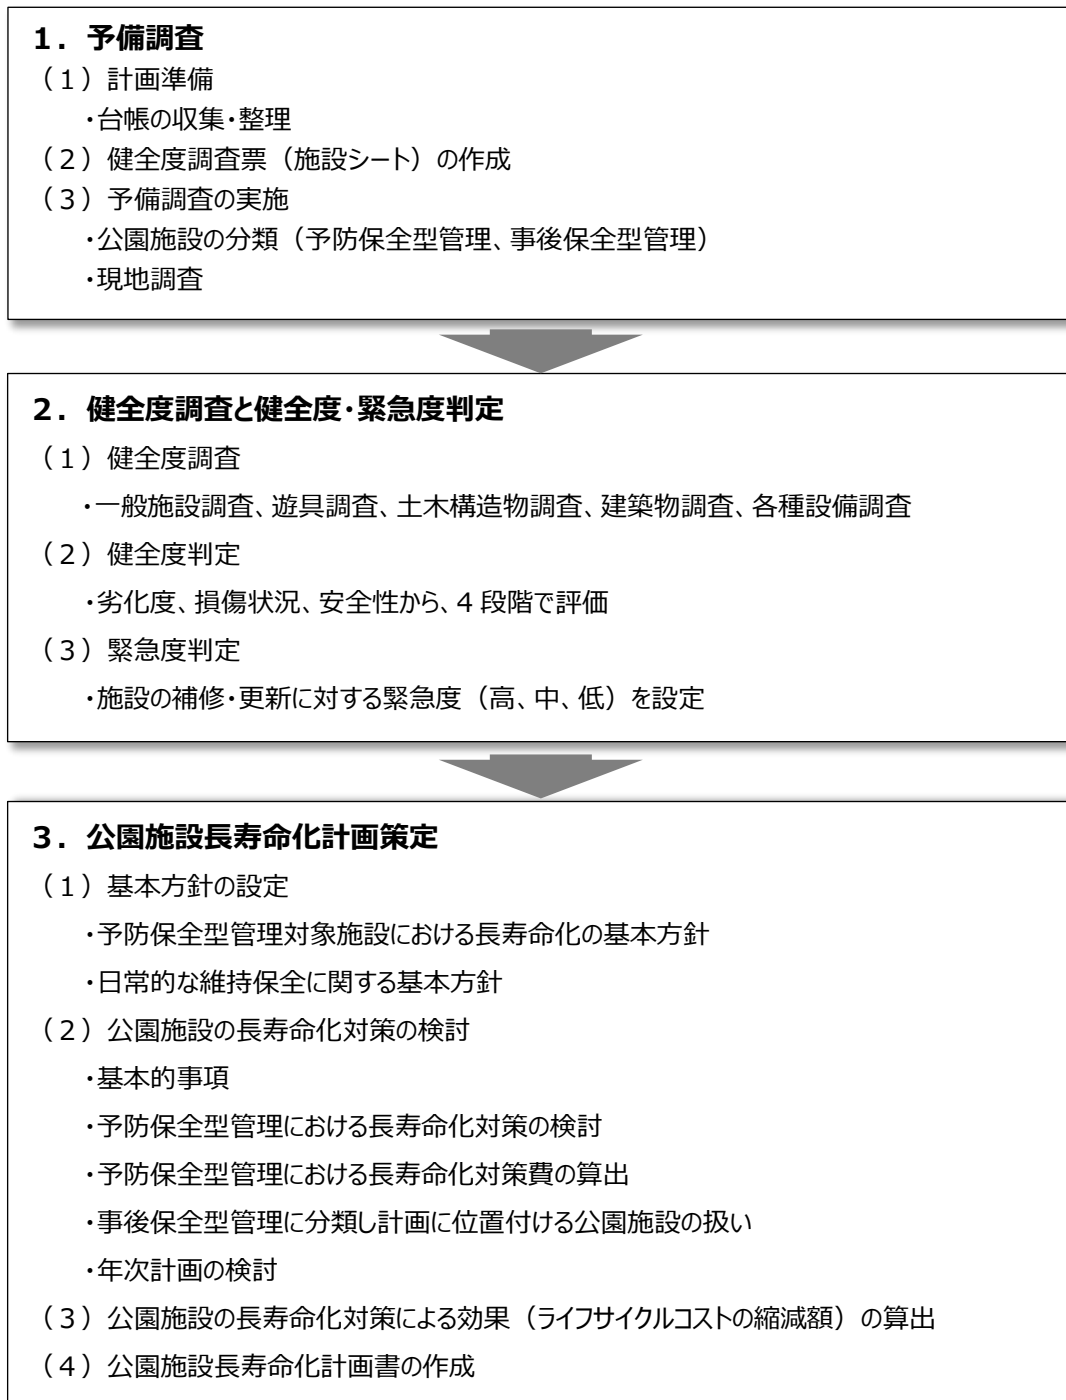 １．予備調査
（１）計画準備
・台帳の収集・整理
（２）健全度調査票（施設シート）の作成
（３）予備調査の実施
・公園施設の分類（予防保全型管理、事後保全型管理）
・現地調査
２．健全度調査と健全度・緊急度判定
（１）健全度調査
・一般施設調査、遊具調査、土木構造物調査、建築物調査、各種設備調査
（２）健全度判定
・劣化度、損傷状況、安全性から、4 段階で評価
（３）緊急度判定
・施設の補修・更新に対する緊急度（高、中、低）を設定
３．公園施設長寿命化計画策定
（１）基本方針の設定
・予防保全型管理対象施設における長寿命化の基本方針
・日常的な維持保全に関する基本方針
（２）公園施設の長寿命化対策の検討
・基本的事項
・予防保全型管理における長寿命化対策の検討
・予防保全型管理における長寿命化対策費の算出
・事後保全型管理に分類し計画に位置付ける公園施設の扱い
・年次計画の検討
（３）公園施設の長寿命化対策による効果（ライフサイクルコストの縮減額）の算出
（４）公園施設長寿命化計画書の作成